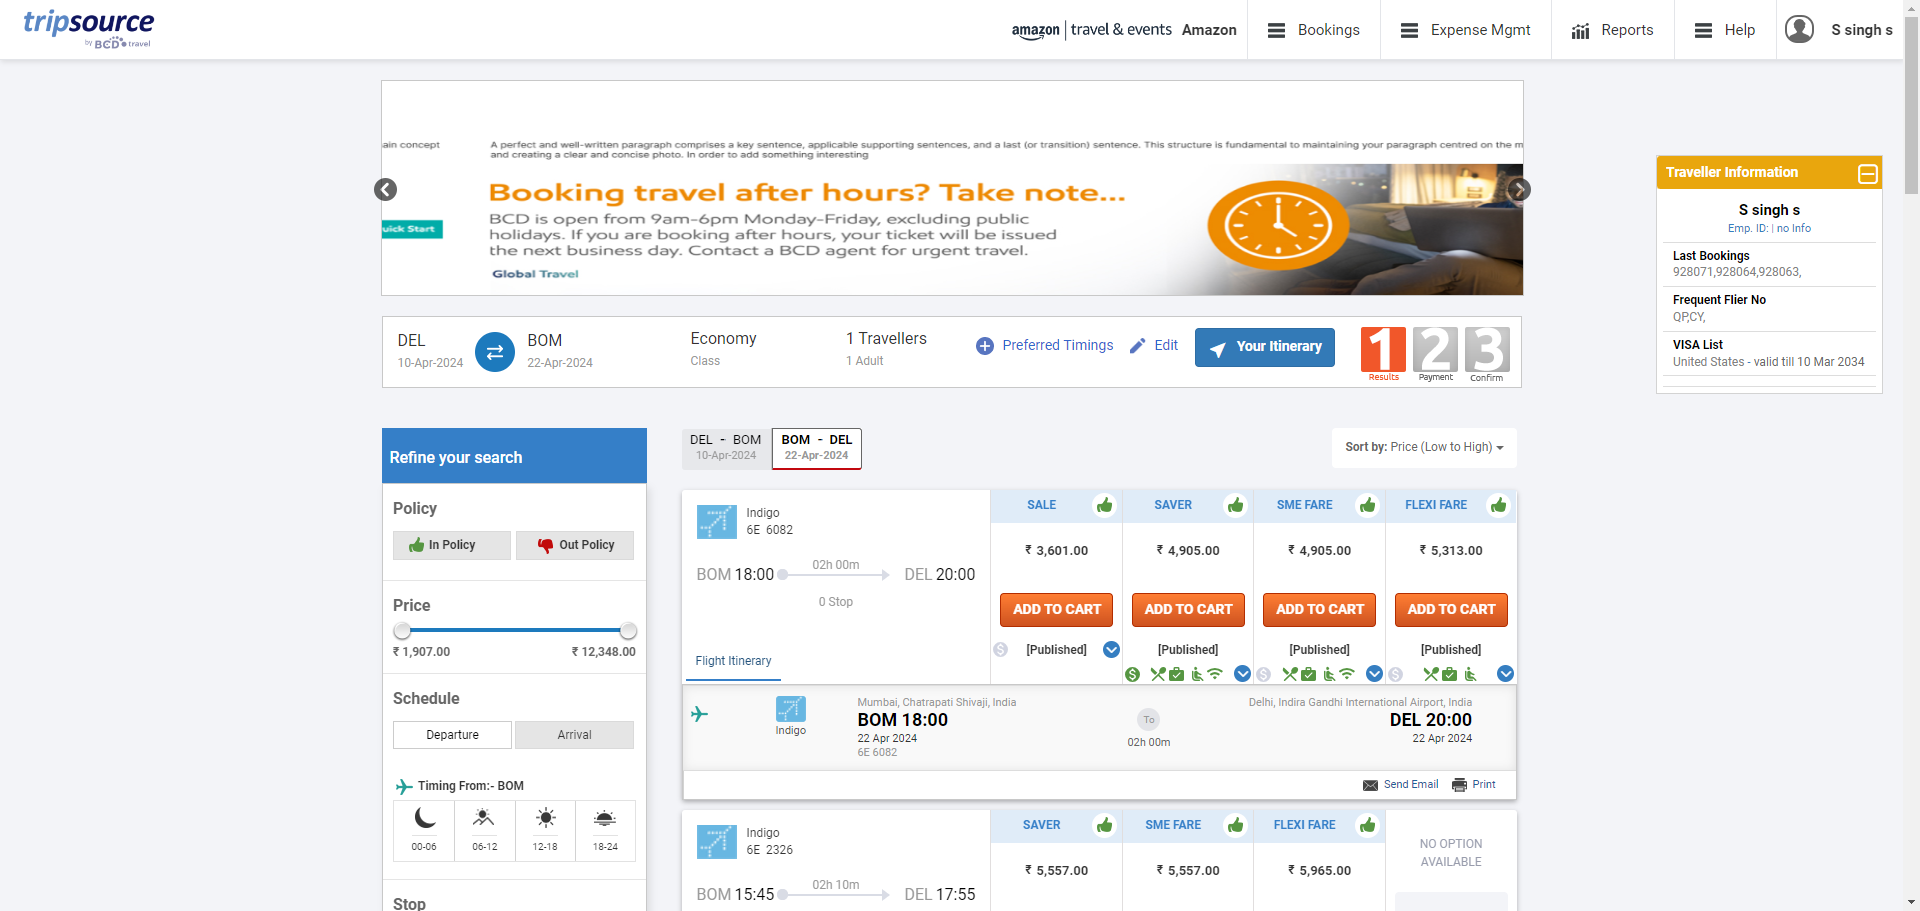 tripsource
by BCD travel
amazon | travel & events Amazon
Bookings
Expense Mgmt
Reports
Help
S singh s
ain concept
uick Start
A perfect and well-written paragraph comprises a key sentence, applicable supporting sentences, and a last (or transition) sentence. This structure is fundamental to maintaining your paragraph centred on the m
and creating a clear and concise photo. In order to add something interesting
Booking travel after hours? Take note...
BCD is open from 9am-6pm Monday-Friday, excluding public
holidays. If you are booking after hours, your ticket will be issued
the next business day. Contact a BCD agent for urgent travel.
Global Travel
Traveller Information
S singh s
Emp. ID: | no Info
Last Bookings
928071,928064,928063,
Frequent Flier No
QP,CY,
VISA List
United States - valid till 10 Mar 2034
DEL
10-Apr-2024
BOM
22-Apr-2024
Economy
Class
1 Travellers
1 Adult
Preferred Timings
Edit
Your Itinerary
1 Results
2 Payment
3 Confirm
Refine your search
Policy
In Policy
Out Policy
Price
₹ 1,907.00
₹ 12,348.00
Schedule
Departure
Arrival
Timing From:- BOM
00-06
06-12
12-18
18-24
Stop
DEL - BOM
10-Apr-2024
BOM - DEL
22-Apr-2024
Sort by: Price (Low to High)
Indigo
6E 6082
BOM 18:00
02h 00m
DEL 20:00
0 Stop
Flight Itinerary
SALE
₹ 3,601.00
ADD TO CART
[Published]
SAVER
₹ 4,905.00
ADD TO CART
[Published]
SME FARE
₹ 4,905.00
ADD TO CART
[Published]
FLEXI FARE
₹ 5,313.00
ADD TO CART
[Published]
Indigo
Mumbai, Chatrapati Shivaji, India
BOM 18:00
22 Apr 2024
6E 6082
To
02h 00m
Delhi, Indira Gandhi International Airport, India
DEL 20:00
22 Apr 2024
Send Email
Print
Indigo
6E 2326
BOM 15:45
02h 10m
DEL 17:55
SAVER
₹ 5,557.00
SME FARE
₹ 5,557.00
FLEXI FARE
₹ 5,965.00
NO OPTION
AVAILABLE